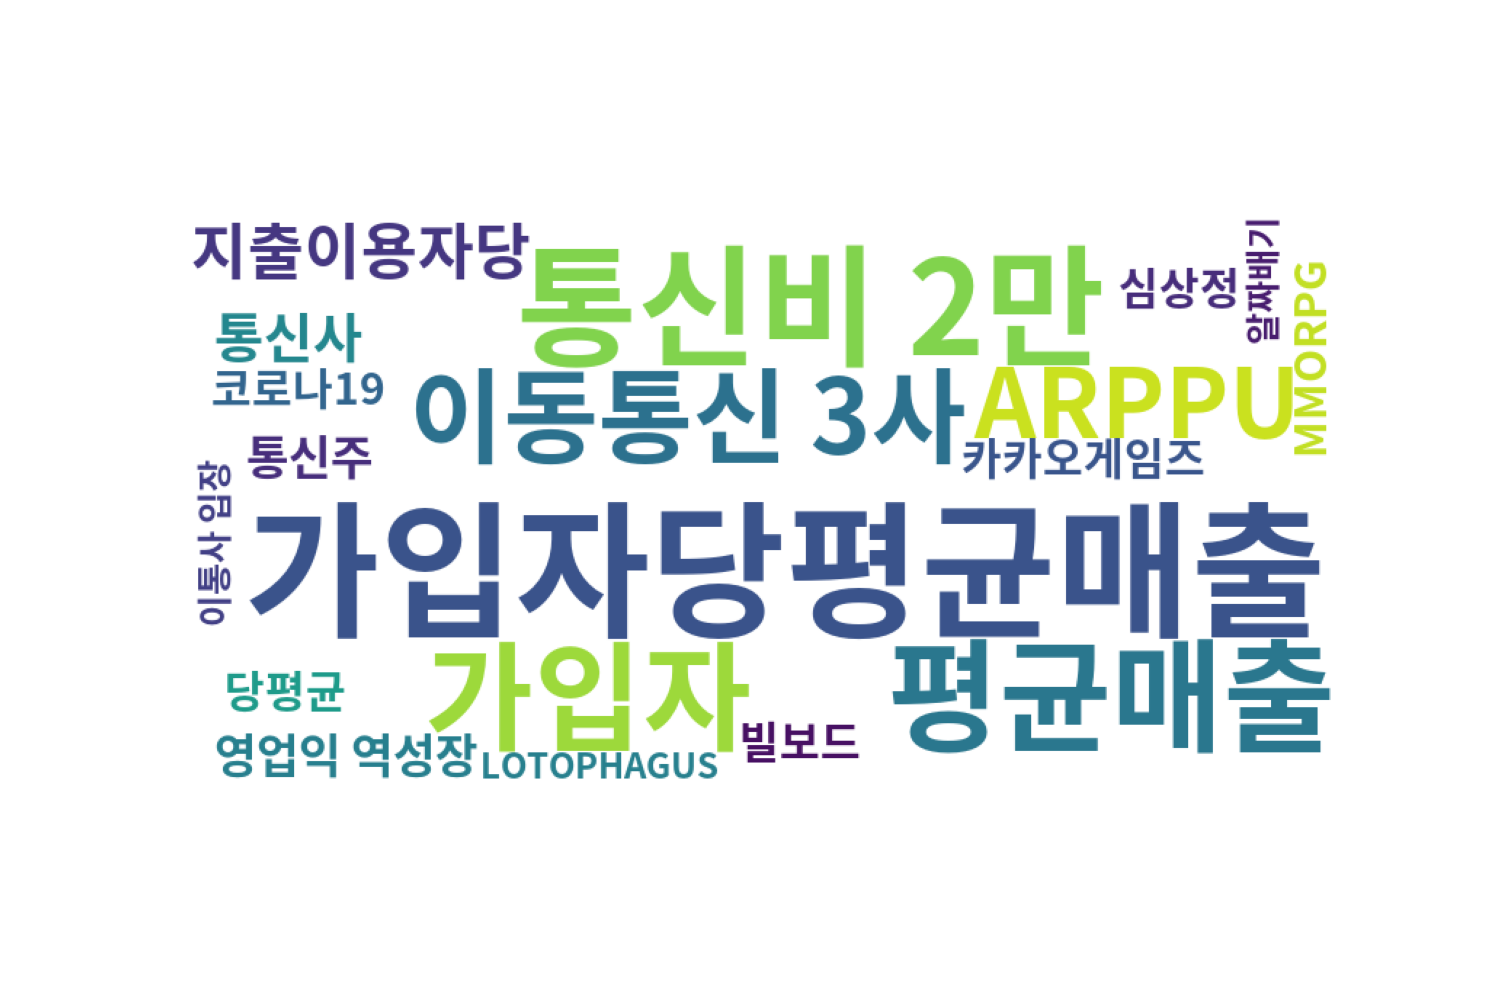 지출이용자당
통신비 2만
심상정
알짜배기
MMORPG
통신사
코로나19
이동통신 3사
ARPPU
통신주
카카오게임즈
이통사 입장
가입자당평균매출
당평균
가입자
평균매출
영업익 역성장
LOTOPHAGUS
빌보드